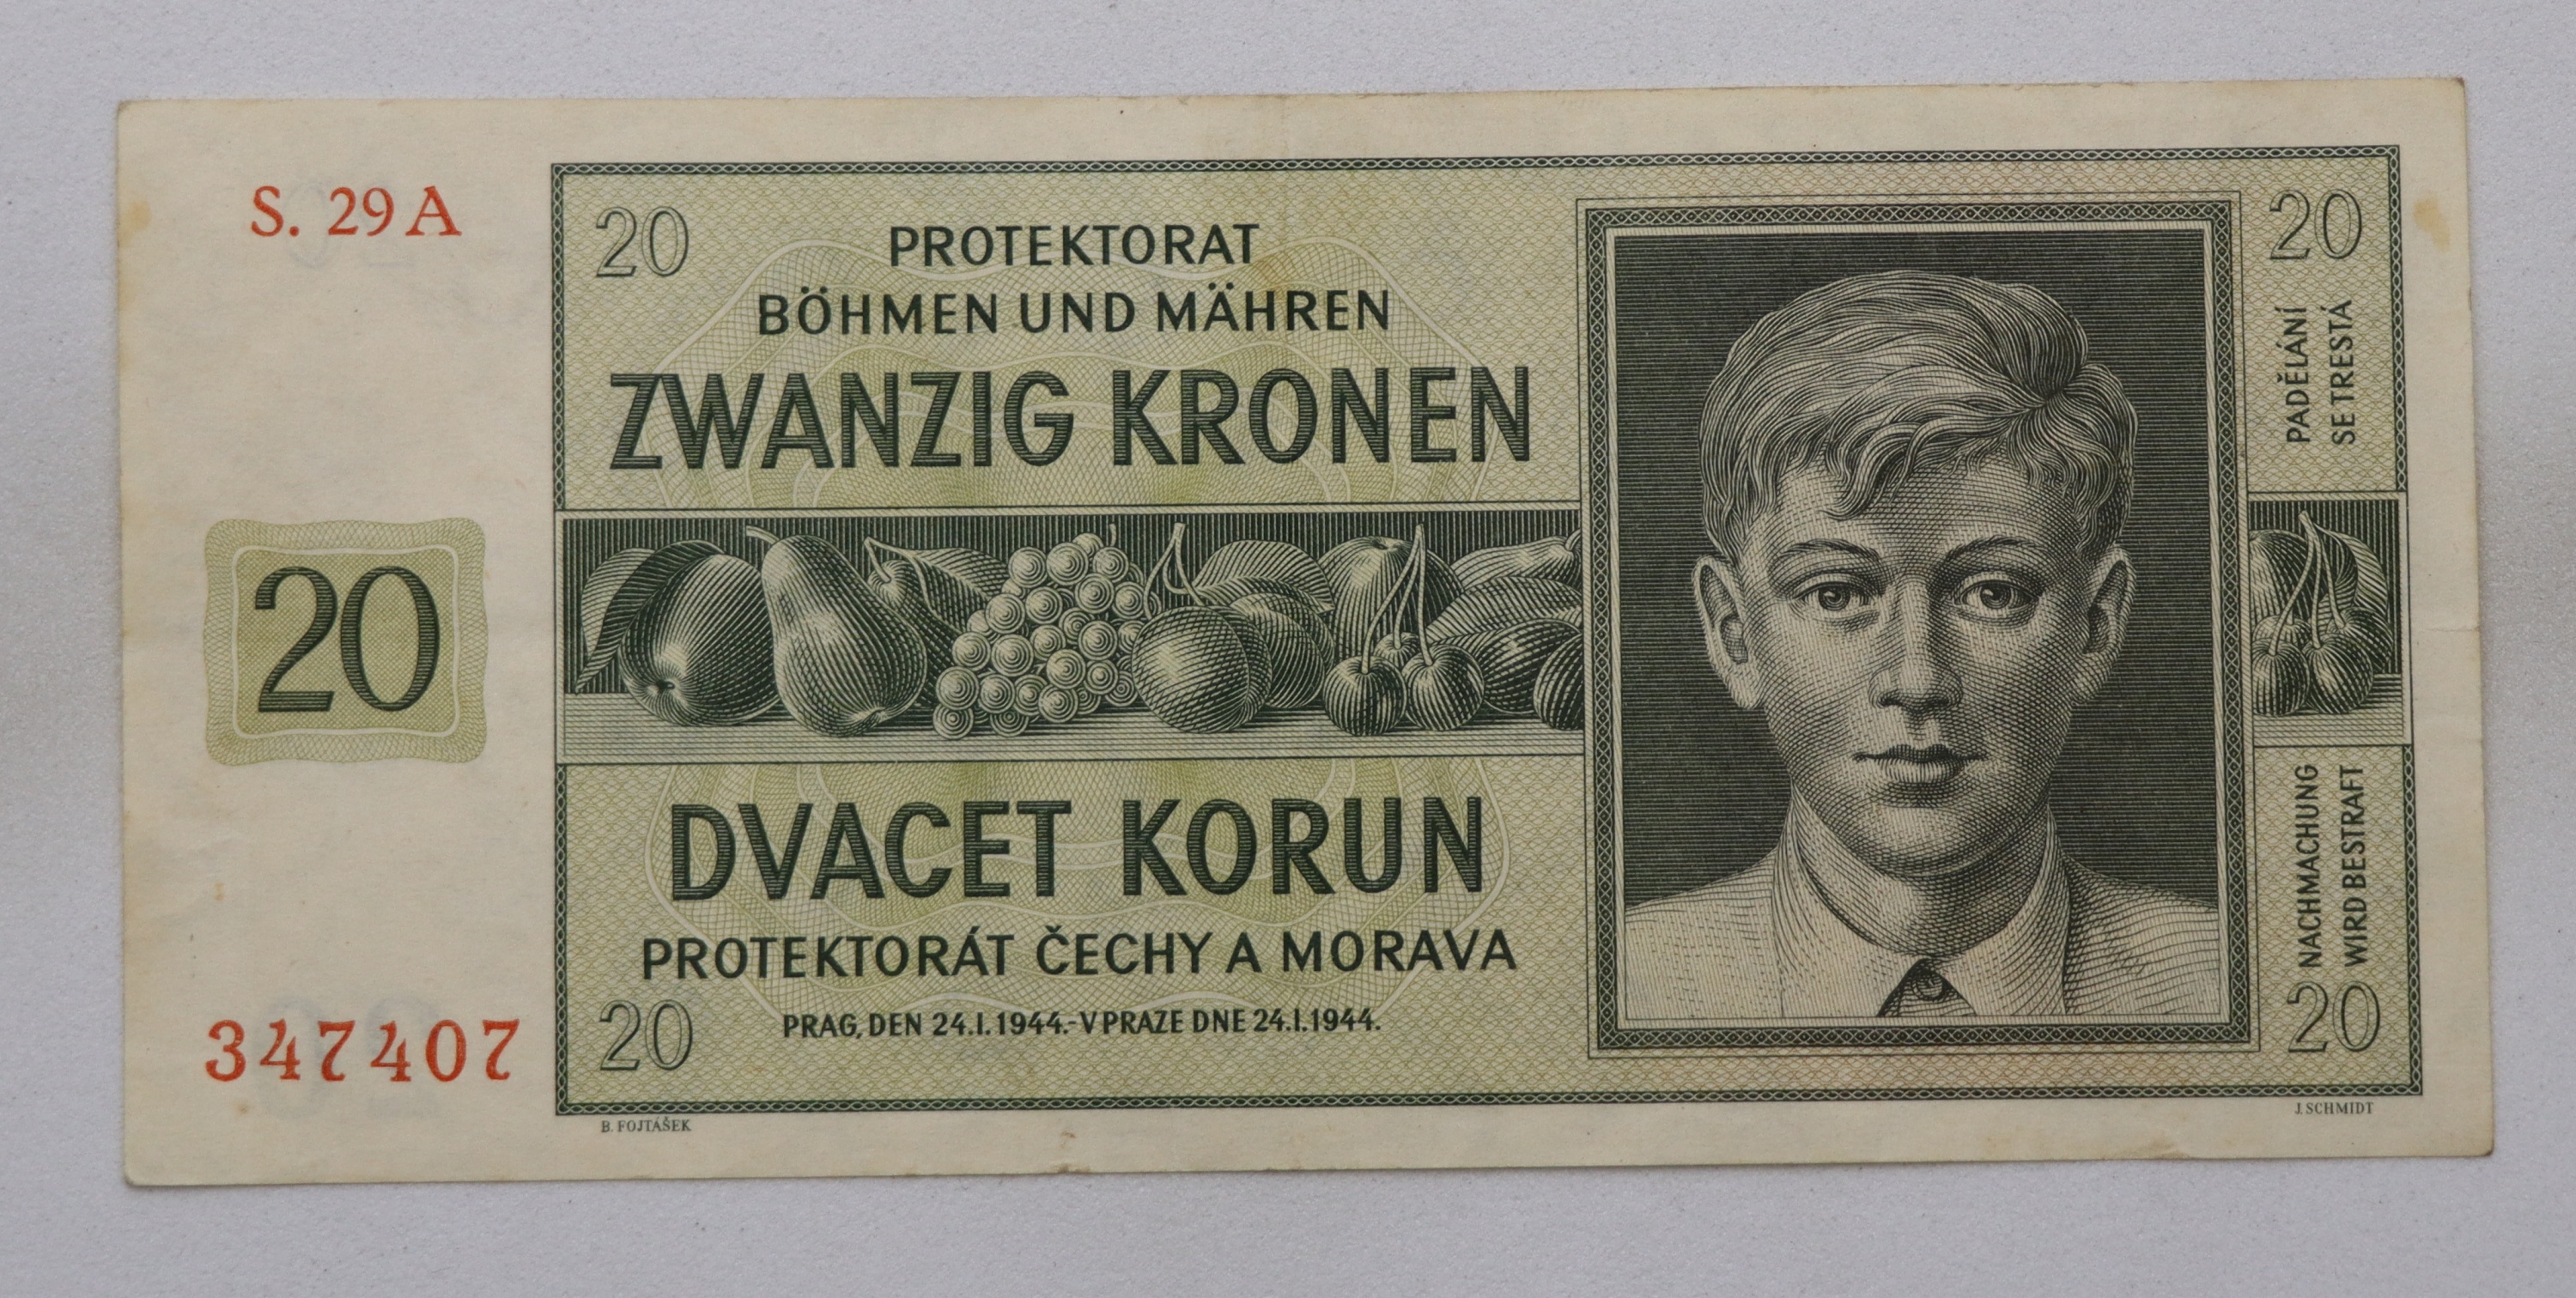 S. 29 A
20
PROTEKTORAT
BÖHMEN UND MÄHREN
ZWANZIG KRONEN
20
DVACET KORUN
PROTEKTORÁT ČECHY A MORAVA
20
PRAG, DEN 24.I.1944.-V PRAZE DNE 24.I.1944.
347407
B. FOJTÁŠEK
20
PADĚLÁNÍ
SE TRESTÁ
NACHMACHUNG
WIRD BESTRAFT
20
J. SCHMIDT